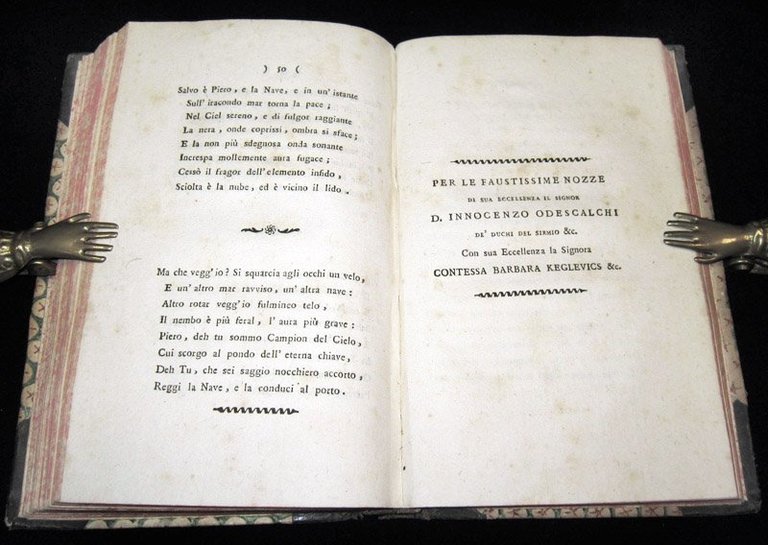 ) 50 (
Salvo è Piero, e la Nave, e in un'istante
Sull' iracondo mar torna la pace;
Nel Ciel sereno, e di fulgor raggiante
La nera, onde coprissi, ombra si sface;
E la non più sdegnosa onda sonante
Increspa mollemente aura fugace;
Cessò il fragor dell'elemento infido,
Sciolta è la nube, ed è vicino il lido.
Ma che vegg'io? Si squarcia agli occhi un velo,
E un'altro mar ravviso, un'altra nave:
Altro rotar vegg'io fulmineo telo,
Il nembo è più feral, l'aura più grave:
Piero, deh tu sommo Campion del Cielo,
Cui scorgo al pondo dell'eterna chiave,
Deh Tu, che sei saggio nocchiero accorto,
Reggi la Nave, e la conduci al porto.
PER LE FAUSTISSIME NOZZE
DI SUA ECCELLENZA IL SIGNOR
D. INNOCENZO ODESCALCHI
DE' DUCHI DEL SIRMIO &c.
Con sua Eccellenza la Signora
CONTESSA BARBARA KEGLEVICS &c.